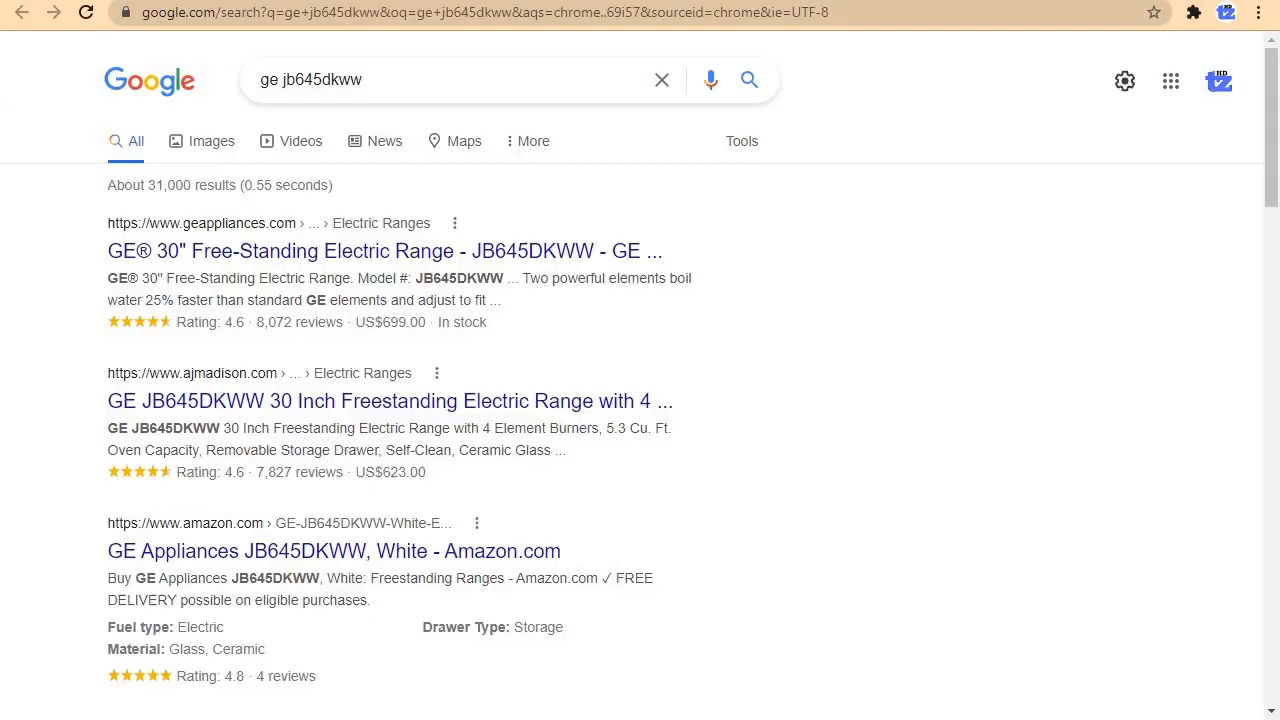 google.com/search?q=ge+jb645dkww&oq=ge+jb645dkww&aqs=chrome..69i57&sourceid=chrome&ie=UTF-8
Google ge jb645dkww
All Images Videos News Maps More Tools
About 31,000 results (0.55 seconds)
https://www.geappliances.com › ... › Electric Ranges
GE® 30" Free-Standing Electric Range - JB645DKWW - GE ...
GE® 30" Free-Standing Electric Range. Model #: JB645DKWW ... Two powerful elements boil
water 25% faster than standard GE elements and adjust to fit ...
Rating: 4.6 · 8,072 reviews · US$699.00 · In stock
https://www.ajmadison.com › ... › Electric Ranges
GE JB645DKWW 30 Inch Freestanding Electric Range with 4 ...
GE JB645DKWW 30 Inch Freestanding Electric Range with 4 Element Burners, 5.3 Cu. Ft.
Oven Capacity, Removable Storage Drawer, Self-Clean, Ceramic Glass ...
Rating: 4.6 · 7,827 reviews · US$623.00
https://www.amazon.com › GE-JB645DKWW-White-E...
GE Appliances JB645DKWW, White - Amazon.com
Buy GE Appliances JB645DKWW, White: Freestanding Ranges - Amazon.com ✓ FREE
DELIVERY possible on eligible purchases.
Fuel type: Electric Drawer Type: Storage
Material: Glass, Ceramic
Rating: 4.8 · 4 reviews